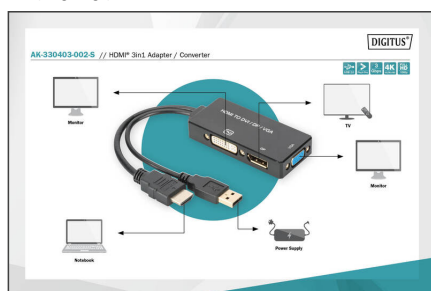 DIGITUS®
AK-330403-002-S // HDMI® 3in1 Adapter / Converter
4K
HDMI TO DVI / DP / VGA
Monitor
TV
Monitor
Notebook
Power Supply